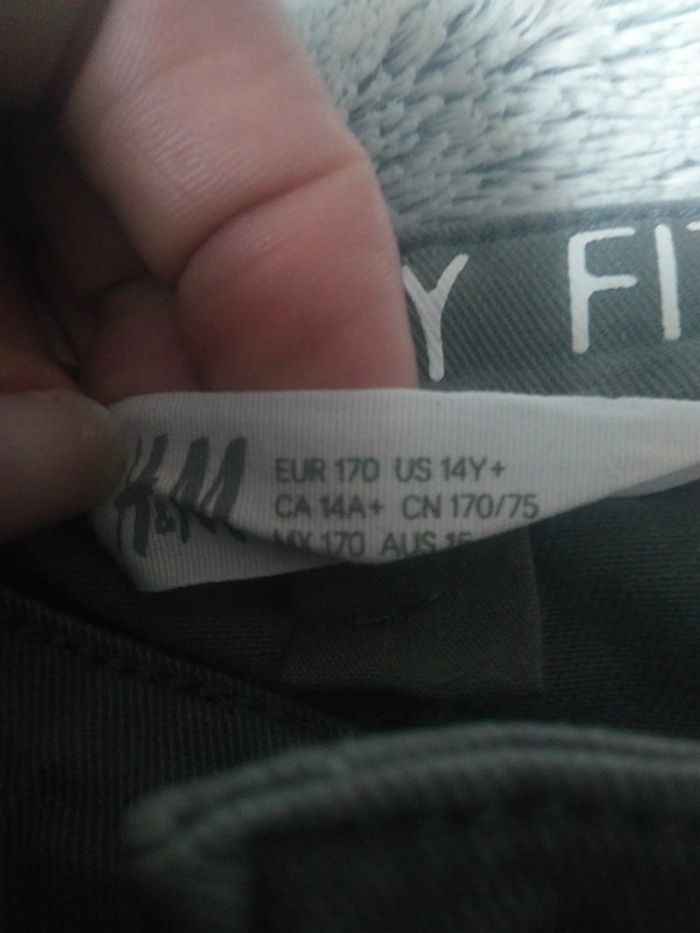 Y FIT
H&M
EUR 170 US 14Y+
CA 14A+ CN 170/75
MX 170 AUS 15